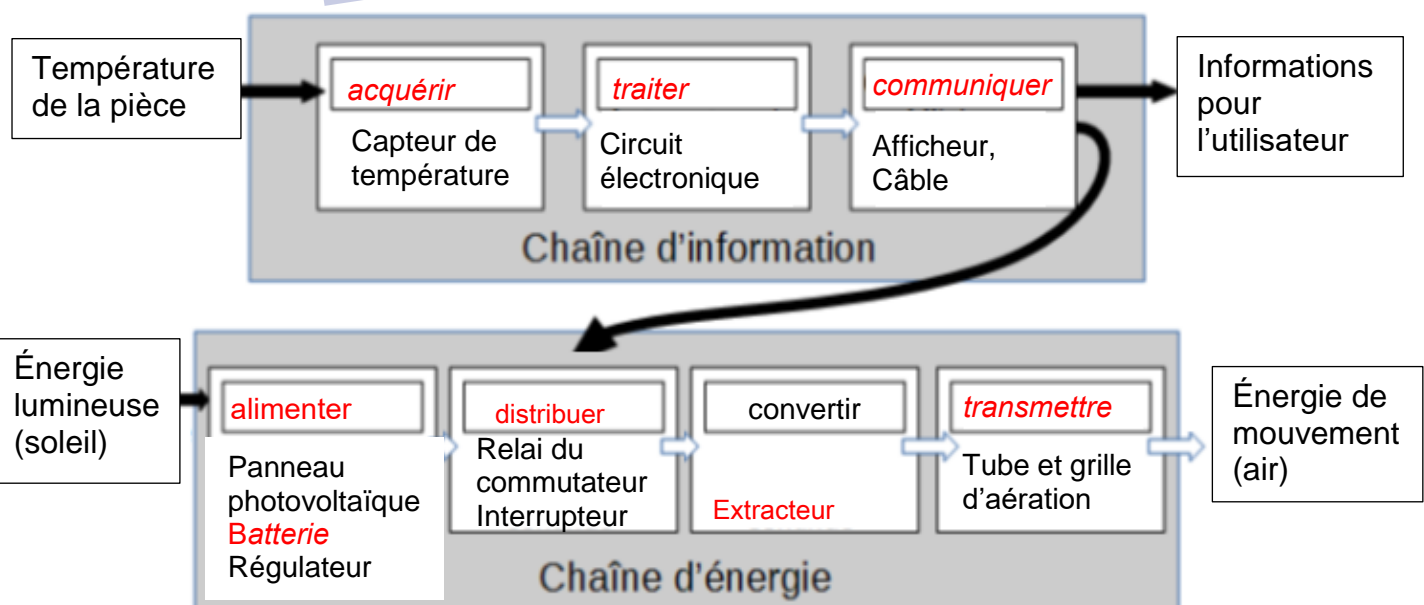 Température
de la pièce
acquérir
Capteur de
température
traiter
Circuit
électronique
communiquer
Afficheur,
Câble
Informations
pour
l’utilisateur
Chaîne d’information
Énergie
lumineuse
(soleil)
alimenter
Panneau
photovoltaïque
Batterie
Régulateur
distribuer
Relai du
commutateur
Interrupteur
convertir
Extracteur
transmettre
Tube et grille
d’aération
Énergie de
mouvement
(air)
Chaîne d’énergie